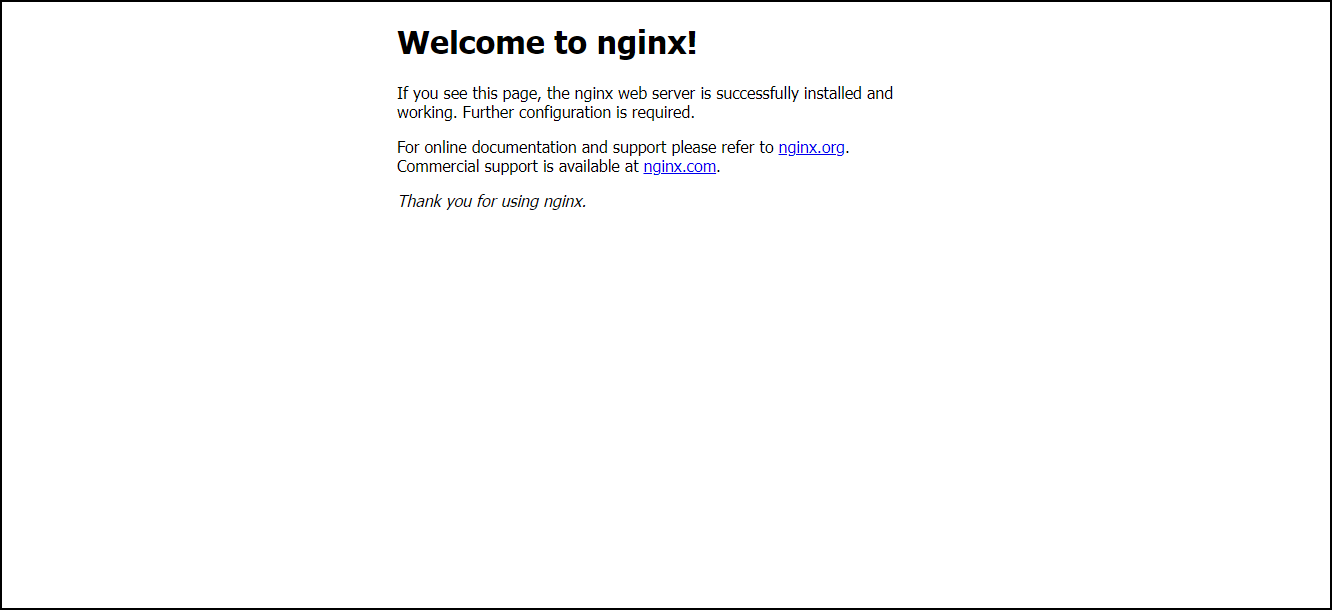 Welcome to nginx!
If you see this page, the nginx web server is successfully installed and
working. Further configuration is required.
For online documentation and support please refer to nginx.org.
Commercial support is available at nginx.com.
Thank you for using nginx.